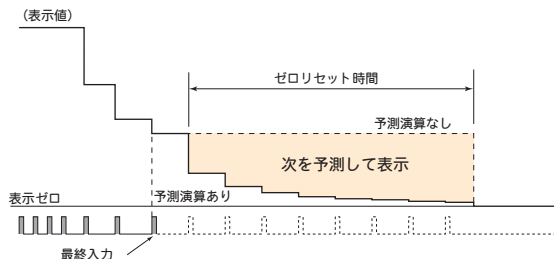 （表示値）
ゼロリセット時間
予測演算なし
次を予測して表示
予測演算あり
表示ゼロ
最終入力